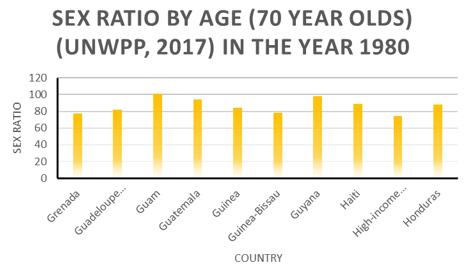 SEX RATIO BY AGE (70 YEAR OLDS)
(UNWPP, 2017) IN THE YEAR 1980
SEX RATIO
120
100
80
60
40
20
0
Grenada
Guadeloupe...
Guam
Guatemala
Guinea
Guinea-Bissau
Guyana
Haiti
High-income...
Honduras
COUNTRY